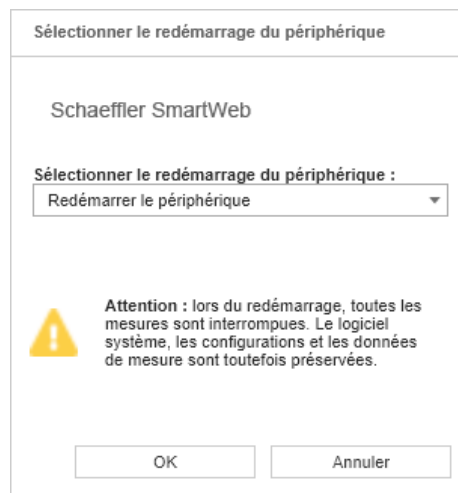 Sélectionner le redémarrage du périphérique
Schaeffler SmartWeb
Sélectionner le redémarrage du périphérique :
Redémarrer le périphérique
Attention : lors du redémarrage, toutes les
mesures sont interrompues. Le logiciel
système, les configurations et les données
de mesure sont toutefois préservées.
OK
Annuler